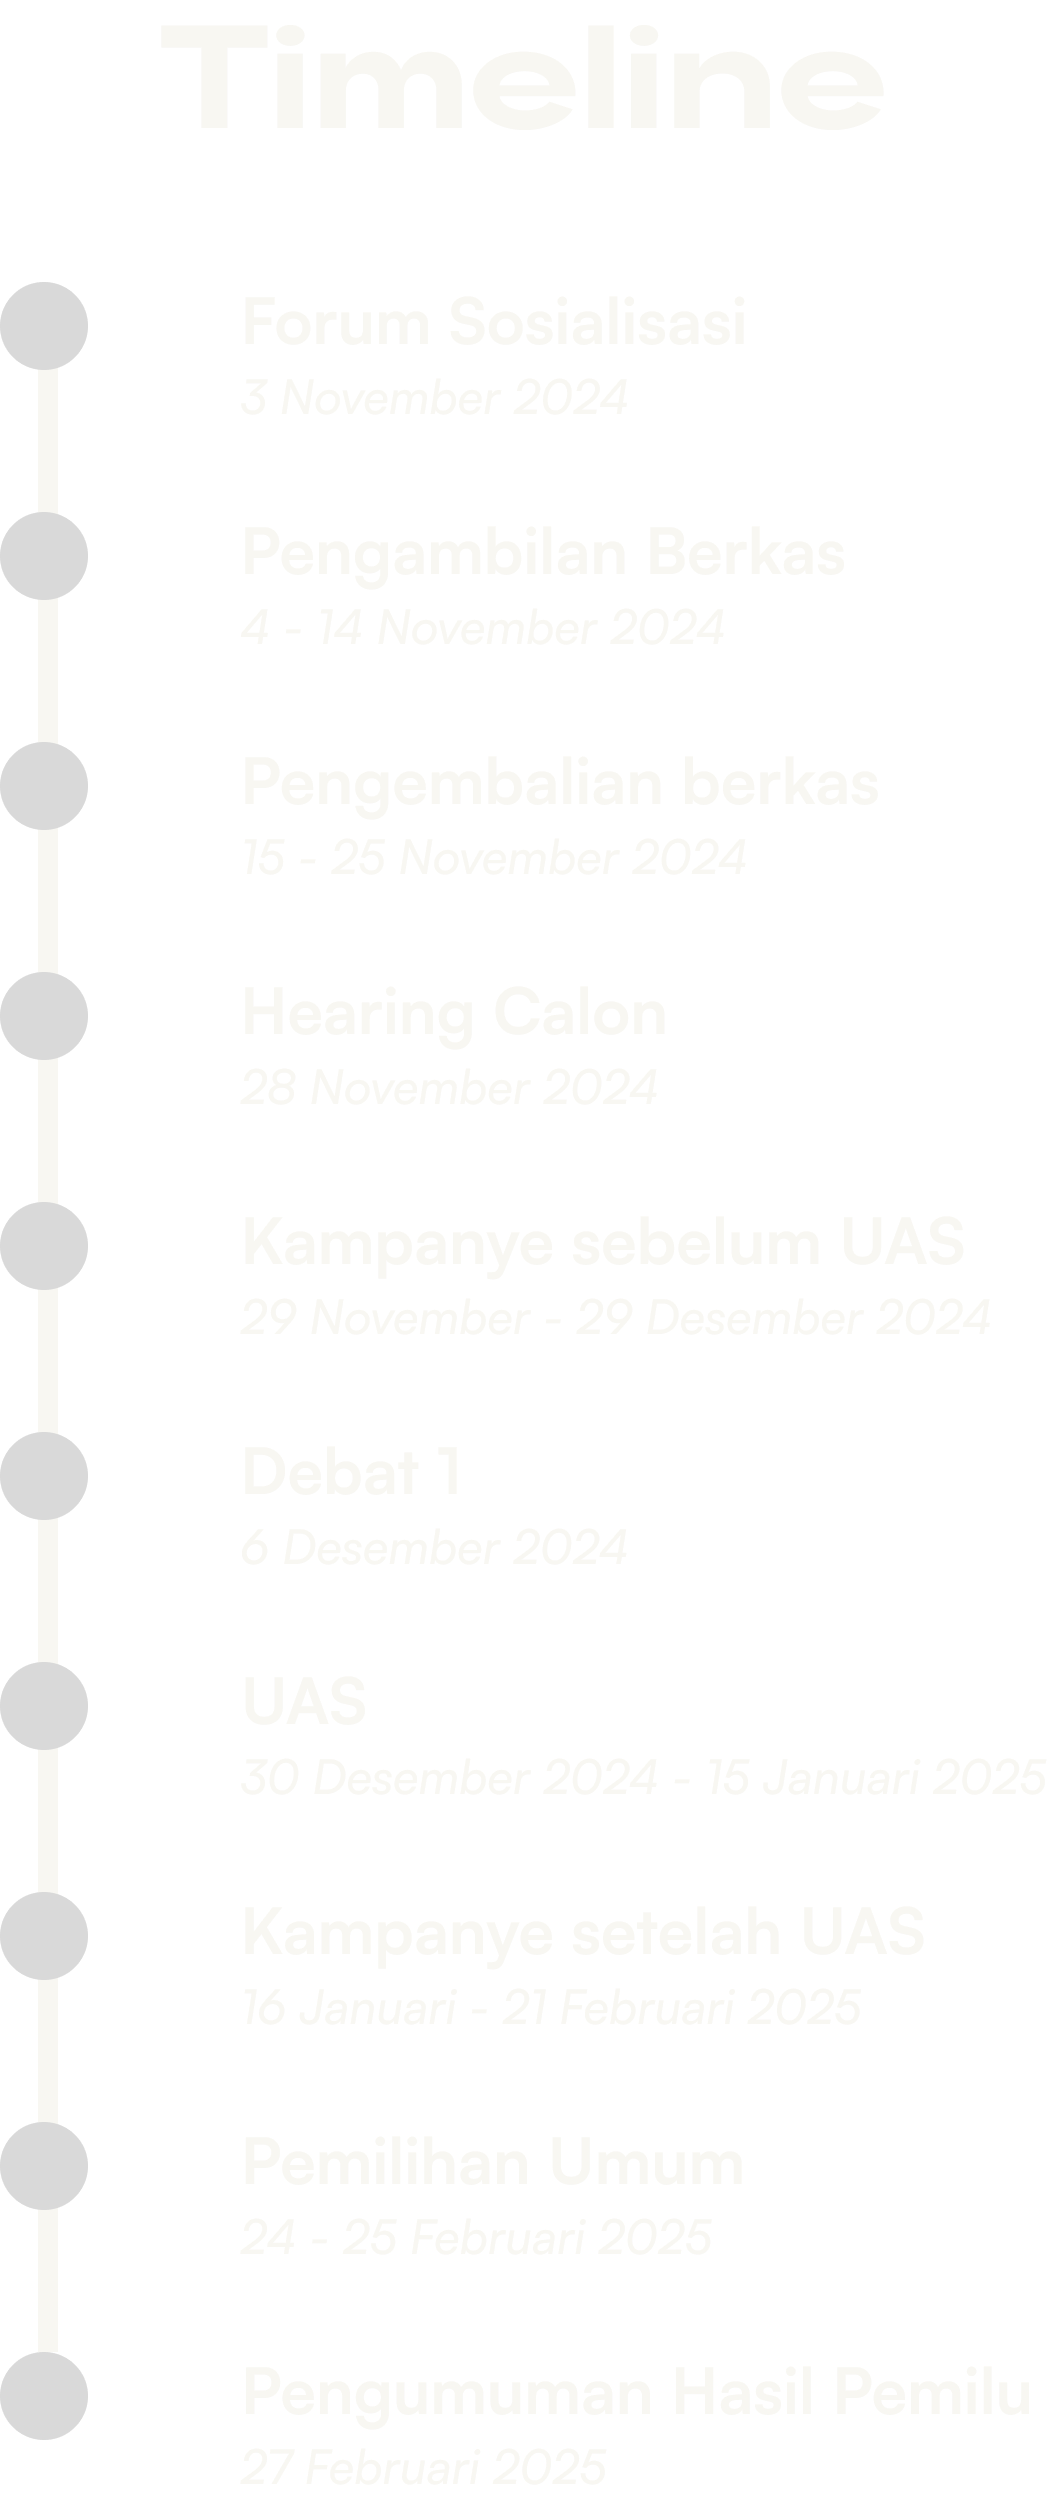 Timeline
Forum Sosialisasi
3 November 2024
Pengambilan Berkas
4 - 14 November 2024
Pengembalian berkas
15 - 25 November 2024
Hearing Calon
28 November 2024
Kampanye sebelum UAS
29 November - 29 Desember 2024
Debat 1
6 Desember 2024
UAS
30 Desember 2024 - 15 Januari 2025
Kampanye setelah UAS
16 Januari - 21 Februari 2025
Pemilihan Umum
24 - 25 Februari 2025
Pengumuman Hasil Pemilu
27 Februari 2025